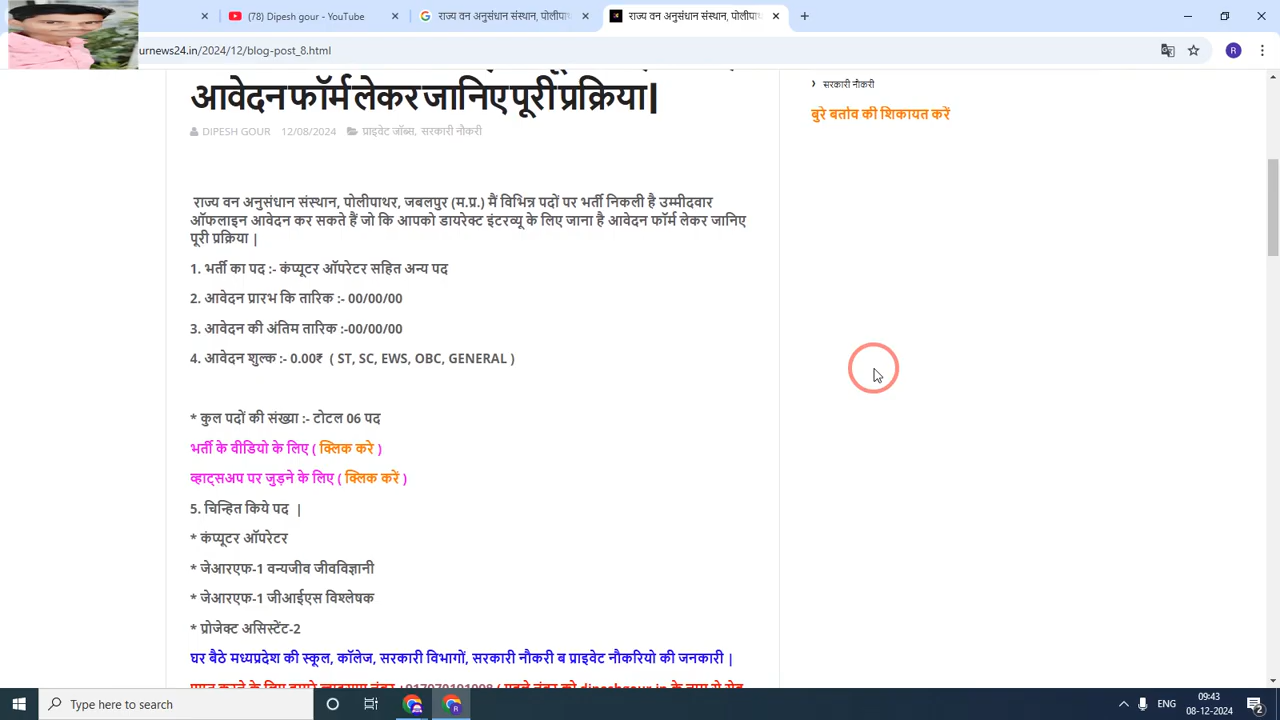 (78) Dipesh gour - YouTube
राज्य वन अनुसंधान संस्थान, पोलीपा
राज्य वन अनुसंधान संस्थान, पोलीपाथ
urnews24.in/2024/12/blog-post_8.html
R
आवेदन फॉर्म लेकर जानिए पूरी प्रक्रिया|
DIPESH GOUR 12/08/2024 प्राइवेट जॉब्स, सरकारी नोकरी
राज्य वन अनुसंधान संस्थान, पोलीपाथर, जबलपुर (म.प्र.) मैं विभिन्न पदों पर भर्ती निकली है उम्मीदवार
ऑफलाइन आवेदन कर सकते हैं जो कि आपको डायरेक्ट इंटरव्यू के लिए जाना है आवेदन फॉर्म लेकर जानिए
पूरी प्रक्रिया |
1. भर्ती का पद :- कंप्यूटर ऑपरेटर सहित अन्य पद
2. आवेदन प्रारभ कि तारिक :- 00/00/00
3. आवेदन की अंतिम तारिक :-00/00/00
4. आवेदन शुल्क :- 0.00₹ ( ST, SC, EWS, OBC, GENERAL )
* कुल पदों की संख्या :- टोटल 06 पद
भर्ती के वीडियो के लिए ( क्लिक करे )
व्हाट्सअप पर जुड़ने के लिए ( क्लिक करें )
5. चिन्हित किये पद |
* कंप्यूटर ऑपरेटर
* जेआरएफ-1 वन्यजीव जीवविज्ञानी
* जेआरएफ-1 जीआईएस विश्लेषक
* प्रोजेक्ट असिस्टेंट-2
घर बैठे मध्यप्रदेश की स्कूल, कॉलेज, सरकारी विभागों, सरकारी नौकरी ब प्राइवेट नौकरियो की जनकारी |
सरकारी नौकरी
बुरे बर्ताव की शिकायत करें
Type here to search
ENG
09:43
08-12-2024
2